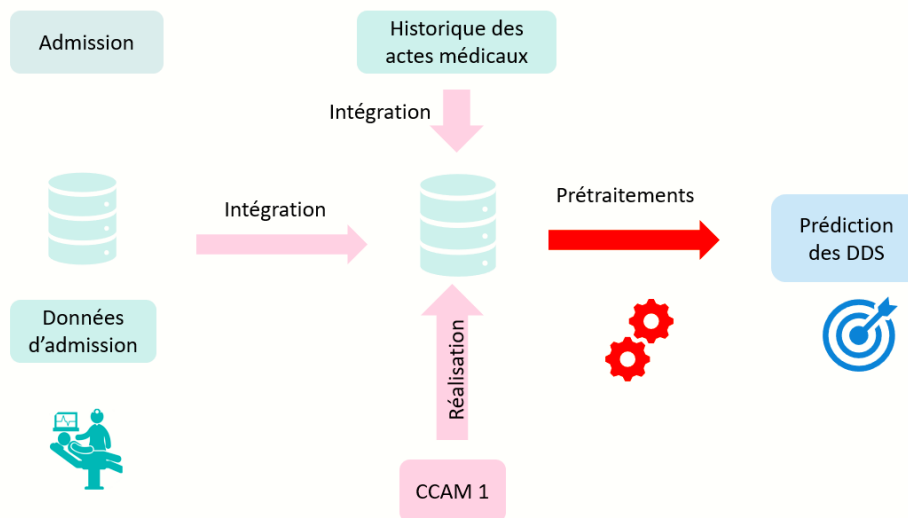 Admission
Historique des
actes médicaux
Intégration
Intégration
Prétraitements
Prédiction
des DDS
Données
d'admission
Réalisation
CCAM 1